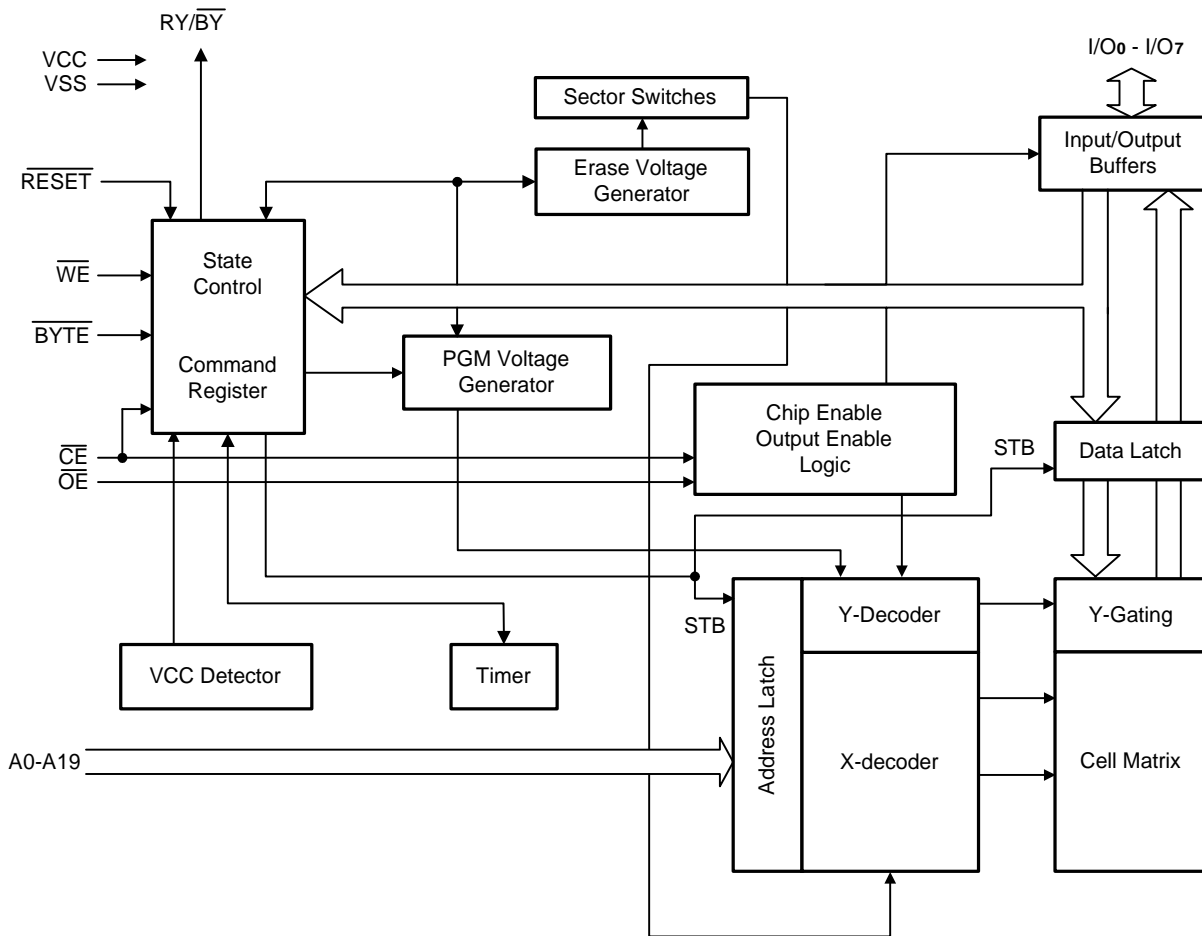 RY/BY
VCC
VSS
I/O0 - I/O7
Sector Switches
Input/Output
Buffers
Erase Voltage
Generator
RESET
State
Control
WE
BYTE
Command
Register
PGM Voltage
Generator
Chip Enable
Output Enable
Logic
CE
OE
STB
Data Latch
STB
Y-Decoder
Y-Gating
VCC Detector
Timer
Address Latch
A0-A19
X-decoder
Cell Matrix